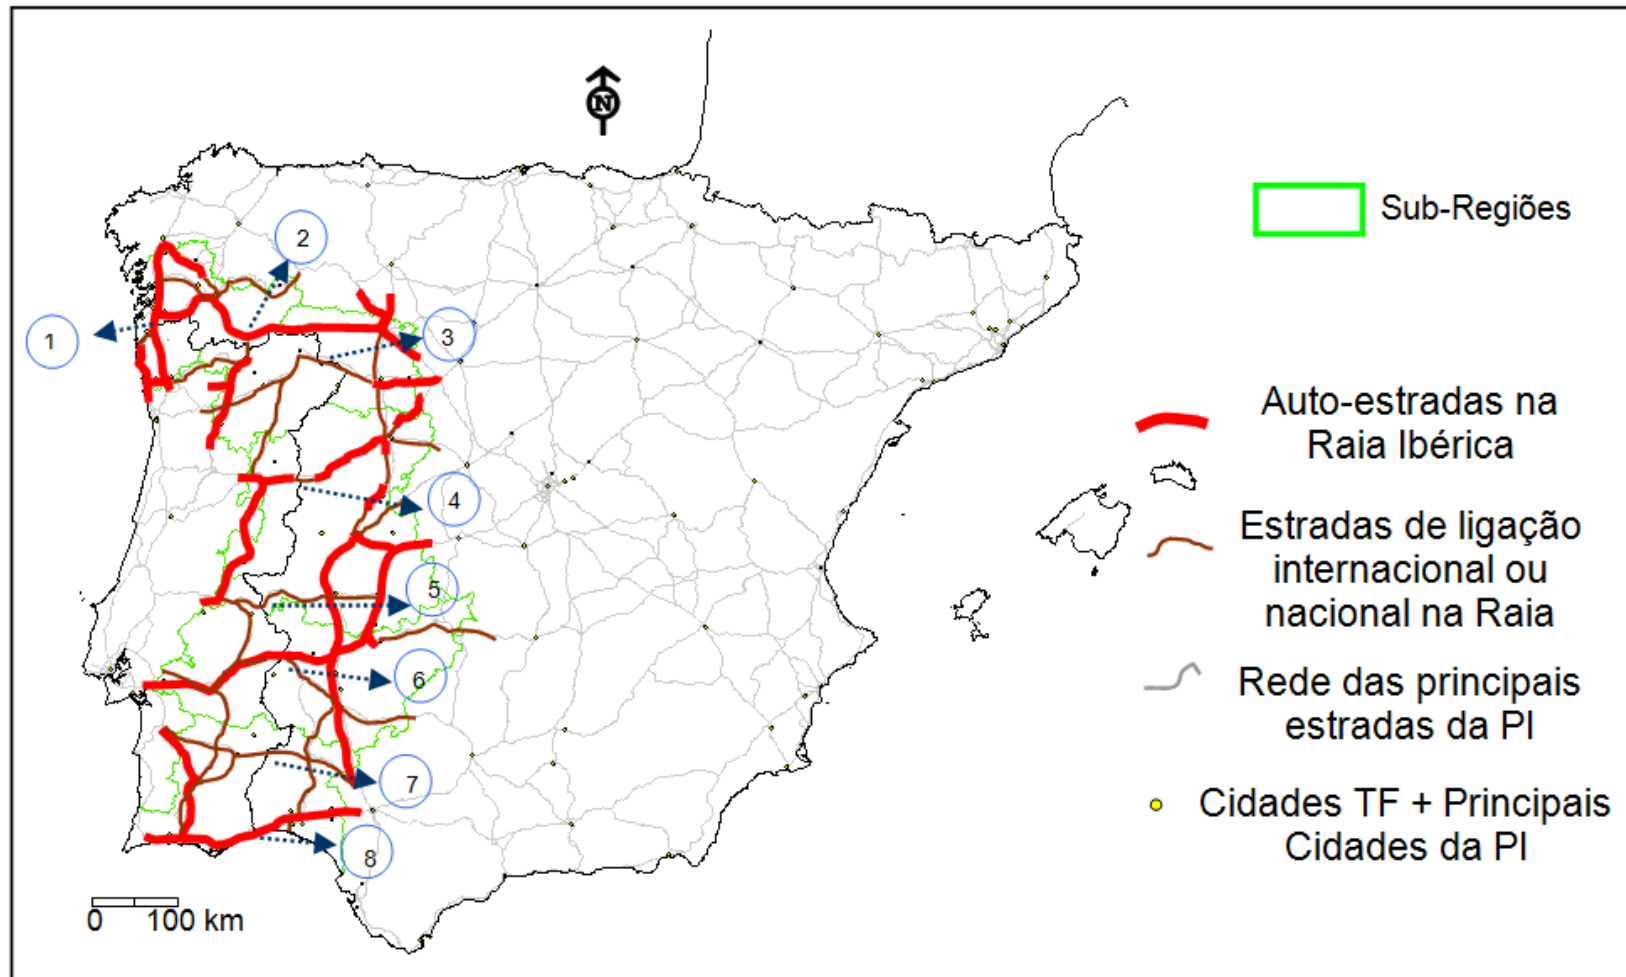 N
2
Sub-Regiões
1
3
Auto-estradas na
Raia Ibérica
4
Estradas de ligação
internacional ou
nacional na Raia
5
6
Rede das principais
estradas da PI
7
Cidades TF + Principais
Cidades da PI
8
0 100 km